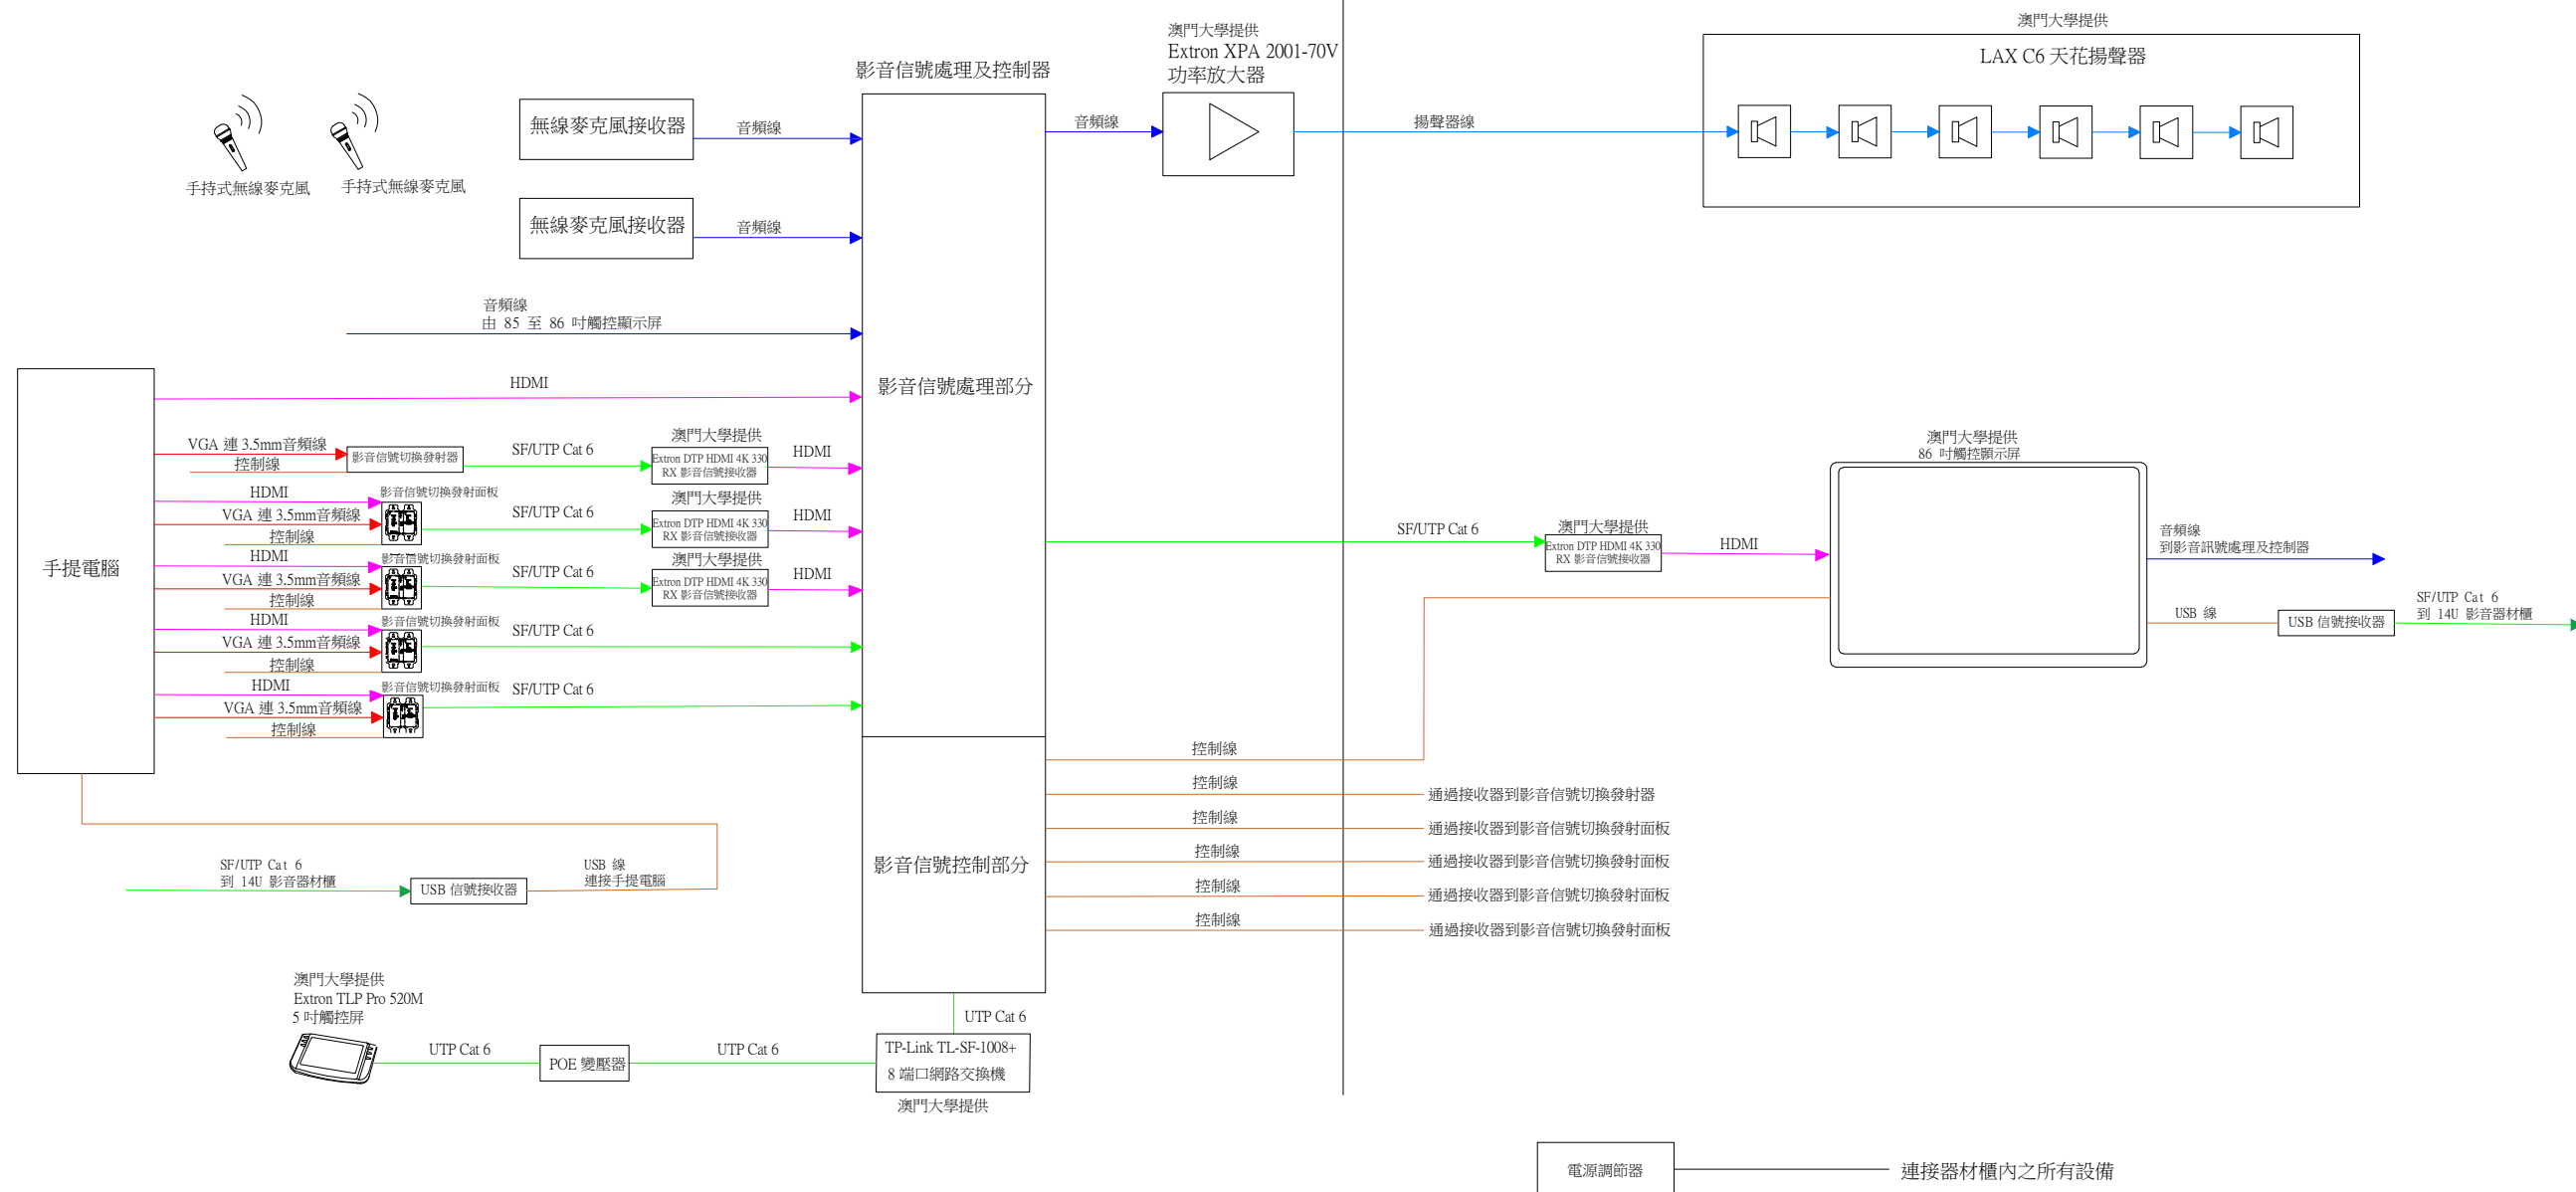 澳門大學提供
Extron XPA 2001-70V
功率放大器
澳門大學提供
LAX C6 天花揚聲器
影音信號處理及控制器
手持式無線麥克風
手持式無線麥克風
無線麥克風接收器
音頻線
音頻線
揚聲器線
無線麥克風接收器
音頻線
音頻線
由 85 至 86 吋觸控顯示屏
手提電腦
HDMI
影音信號處理部分
VGA 連 3.5mm音頻線
控制線
影音信號切換發射器
SF/UTP Cat 6
澳門大學提供
Extron DTP HDMI 4K 330
RX 影音信號接收器
HDMI
HDMI
VGA 連 3.5mm音頻線
控制線
影音信號切換發射面板
SF/UTP Cat 6
澳門大學提供
Extron DTP HDMI 4K 330
RX 影音信號接收器
HDMI
HDMI
VGA 連 3.5mm音頻線
控制線
影音信號切換發射面板
SF/UTP Cat 6
澳門大學提供
Extron DTP HDMI 4K 330
RX 影音信號接收器
HDMI
HDMI
VGA 連 3.5mm音頻線
控制線
影音信號切換發射面板
SF/UTP Cat 6
HDMI
VGA 連 3.5mm音頻線
控制線
影音信號切換發射面板
SF/UTP Cat 6
SF/UTP Cat 6
澳門大學提供
Extron DTP HDMI 4K 330
RX 影音信號接收器
HDMI
澳門大學提供
86 吋觸控顯示屏
音頻線
到影音訊號處理及控制器
USB 線
USB 信號接收器
SF/UTP Cat 6
到 14U 影音器材櫃
控制線
控制線
通過接收器到影音信號切換發射器
控制線
通過接收器到影音信號切換發射面板
控制線
通過接收器到影音信號切換發射面板
控制線
通過接收器到影音信號切換發射面板
控制線
通過接收器到影音信號切換發射面板
影音信號控制部分
SF/UTP Cat 6
到 14U 影音器材櫃
USB 信號接收器
USB 線
連接手提電腦
澳門大學提供
Extron TLP Pro 520M
5 吋觸控屏
UTP Cat 6
POE 變壓器
UTP Cat 6
UTP Cat 6
TP-Link TL-SF-1008+
8 端口網路交換機
澳門大學提供
電源調節器
連接器材櫃內之所有設備